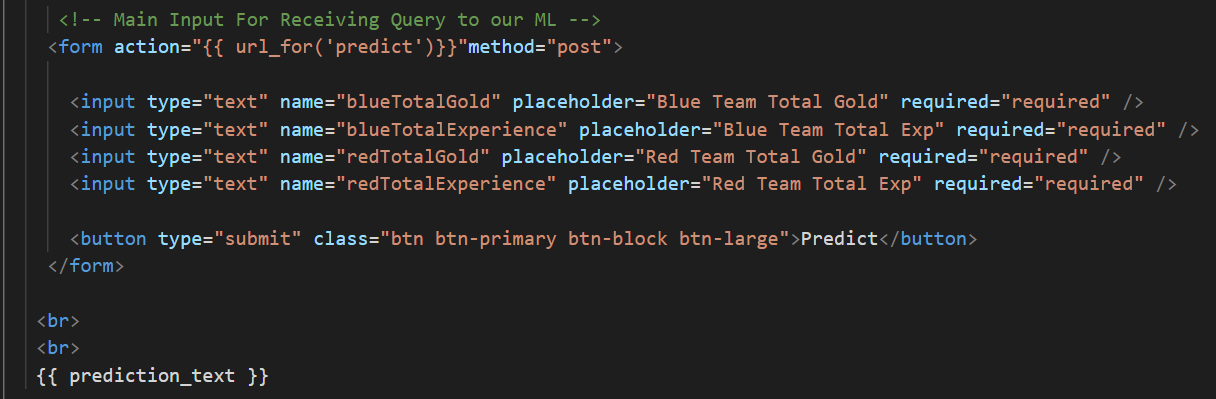 <!-- Main Input For Receiving Query to our ML -->
<form action="{{ url_for('predict')}}"method="post">
<input type="text" name="blueTotalGold" placeholder="Blue Team Total Gold" required="required" />
<input type="text" name="blueTotalExperience" placeholder="Blue Team Total Exp" required="required" />
<input type="text" name="redTotalGold" placeholder="Red Team Total Gold" required="required" />
<input type="text" name="redTotalExperience" placeholder="Red Team Total Exp" required="required" />
<button type="submit" class="btn btn-primary btn-block btn-large">Predict</button>
</form>
<br>
<br>
{{ prediction_text }}